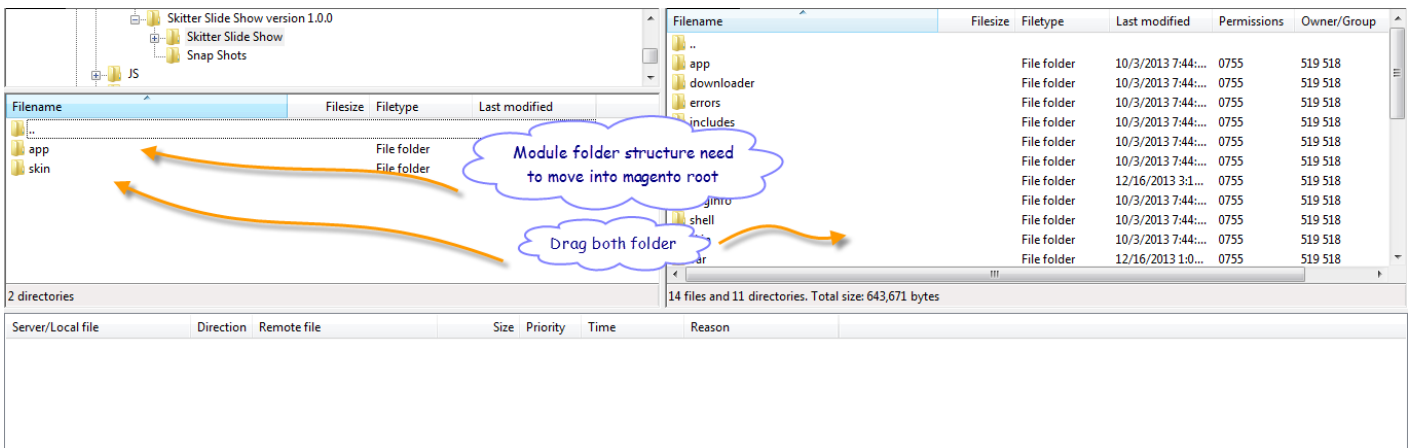 Skitter Slide Show version 1.0.0
Skitter Slide Show
Snap Shots
JS
Filename Filesize Filetype Last modified
..
app File folder
skin File folder
2 directories
Module folder structure need
to move into magento root
Drag both folder
Filename Filesize Filetype Last modified Permissions Owner/Group
..
app File folder 10/3/2013 7:44:... 0755 519 518
downloader File folder 10/3/2013 7:44:... 0755 519 518
errors File folder 10/3/2013 7:44:... 0755 519 518
includes File folder 10/3/2013 7:44:... 0755 519 518
File folder 10/3/2013 7:44:... 0755 519 518
File folder 10/3/2013 7:44:... 0755 519 518
File folder 12/16/2013 3:1... 0755 519 518
File folder 10/3/2013 7:44:... 0755 519 518
shell File folder 10/3/2013 7:44:... 0755 519 518
File folder 10/3/2013 7:44:... 0755 519 518
File folder 12/16/2013 1:0... 0755 519 518
14 files and 11 directories. Total size: 643,671 bytes
Server/Local file Direction Remote file Size Priority Time Reason